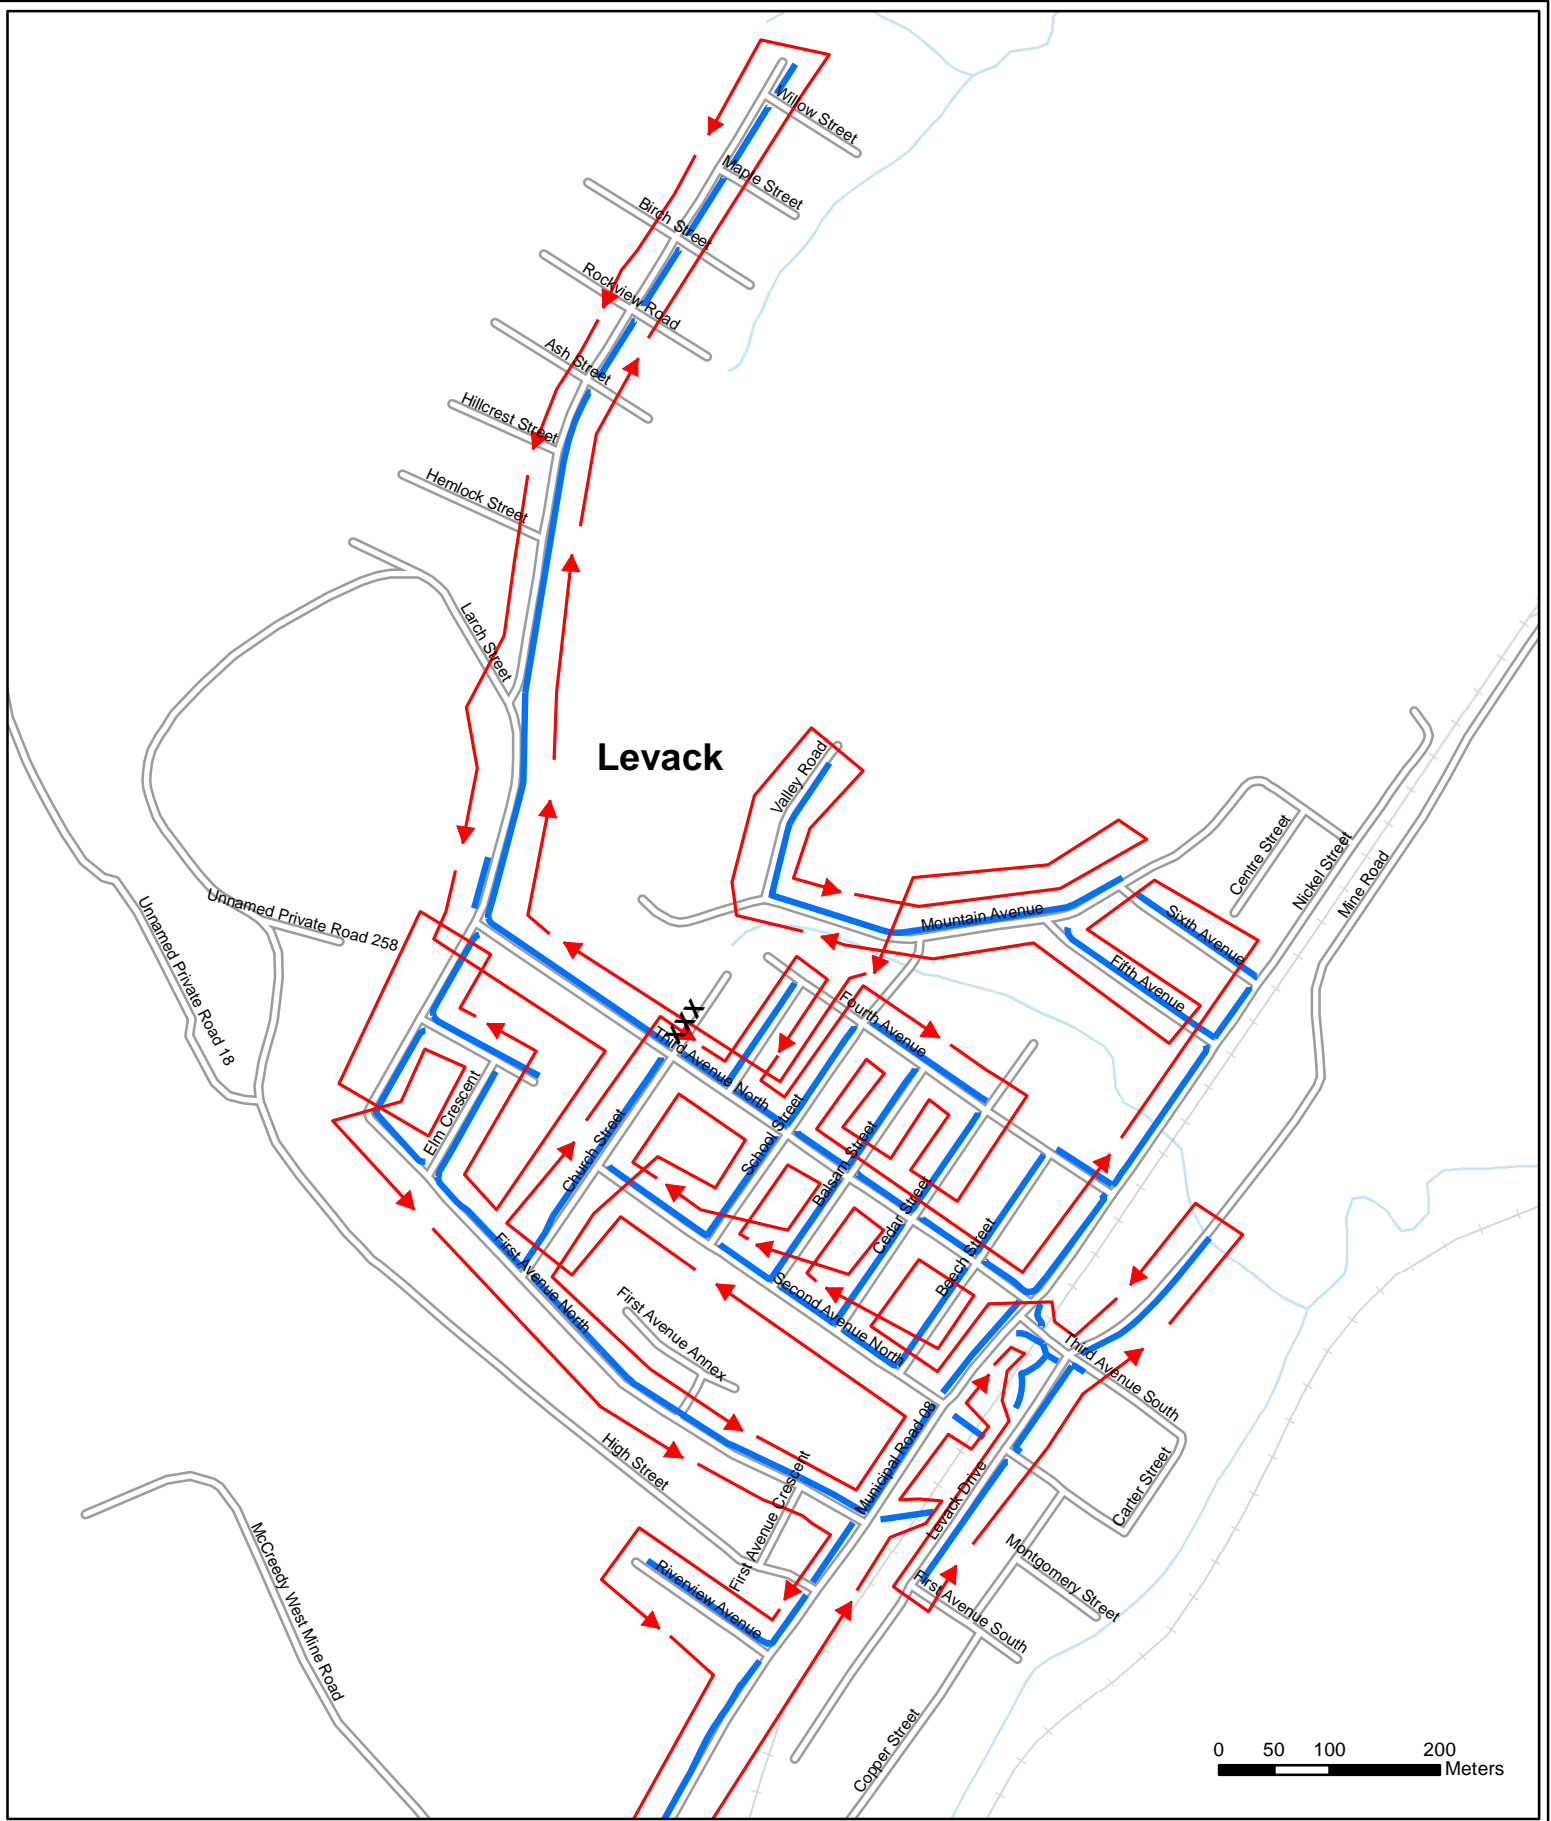 Willow Street
Maple Street
Birch Street
Rockview Road
Ash Street
Hillcrest Street
Hemlock Street
Larch Street
Levack
Valley Road
Centre Street
Nickel Street
Mine Road
Unnamed Private Road 258
Unnamed Private Road 18
Mountain Avenue
Sixth Avenue
Fifth Avenue
Fourth Avenue
XXX
Third Avenue North
Elm Crescent
Church Street
School Street
Balsam Street
Cedar Street
Beech Street
First Avenue North
First Avenue Annex
Second Avenue North
Third Avenue South
Municipal Road 08
High Street
First Avenue Crescent
Levack Drive
Carter Street
Montgomery Street
First Avenue South
Riverview Avenue
McCreedy West Mine Road
Copper Street
0 50 100 200
Meters